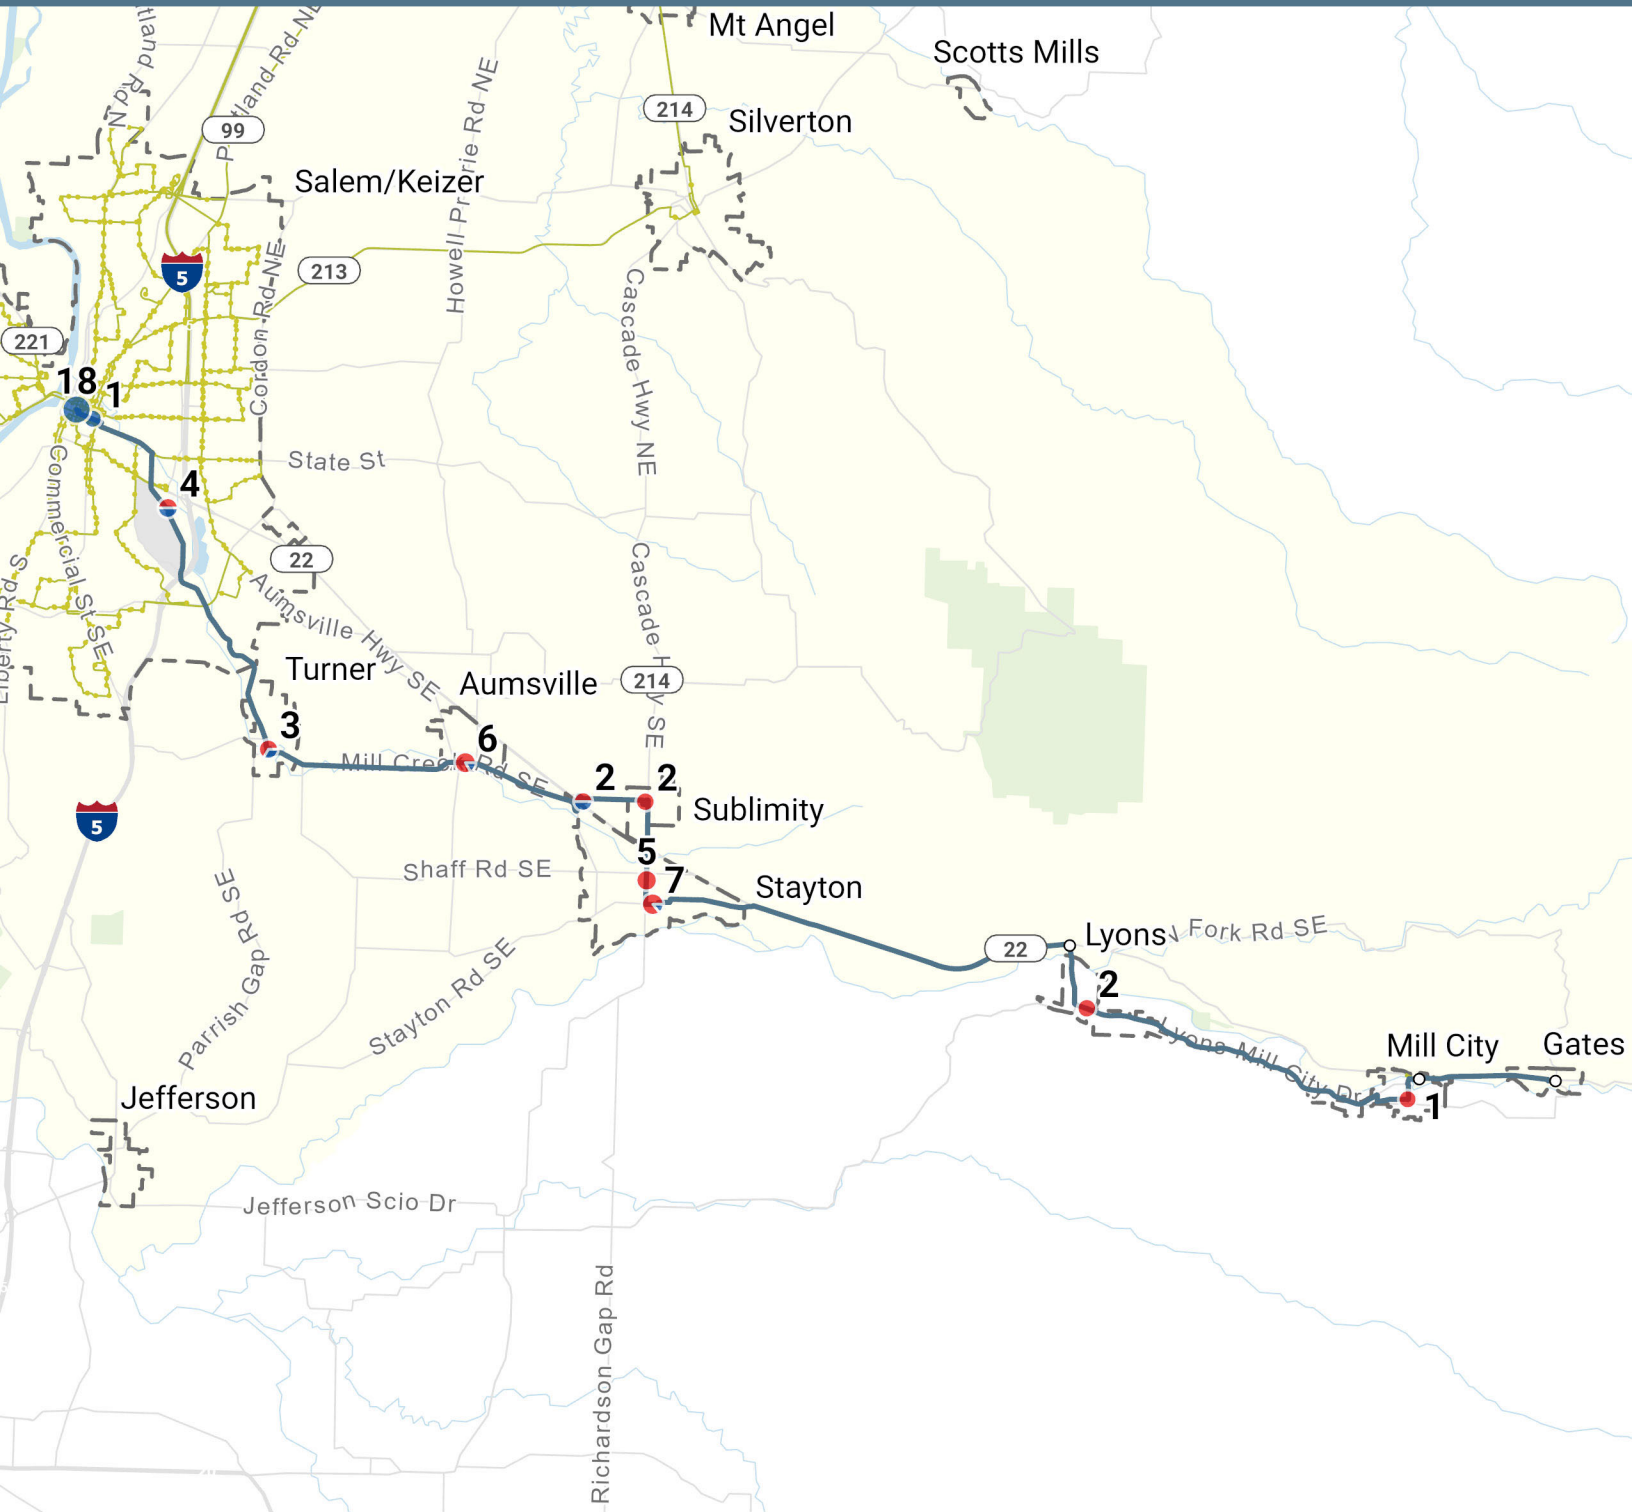 Mt Angel
Scotts Mills
214
Silverton
99
Salem/Keizer
Howell Prairie Rd NE
213
5
Cordon Rd NE
Cascade Hwy NE
221
18
1
State St
4
Commercial St SE
22
Cascade Hwy SE
Aumsville Hwy SE
Liberty Rd S
Turner
Aumsville
214
3
6
Mill Creek Rd SE
2
2
Sublimity
5
5
Shaff Rd SE
7
Stayton
Parrish Gap Rd SE
Stayton Rd SE
22
Lyons
N Fork Rd SE
2
Lyons Mill City Dr
Mill City
Gates
1
Jefferson
Jefferson Scio Dr
Richardson Gap Rd
20